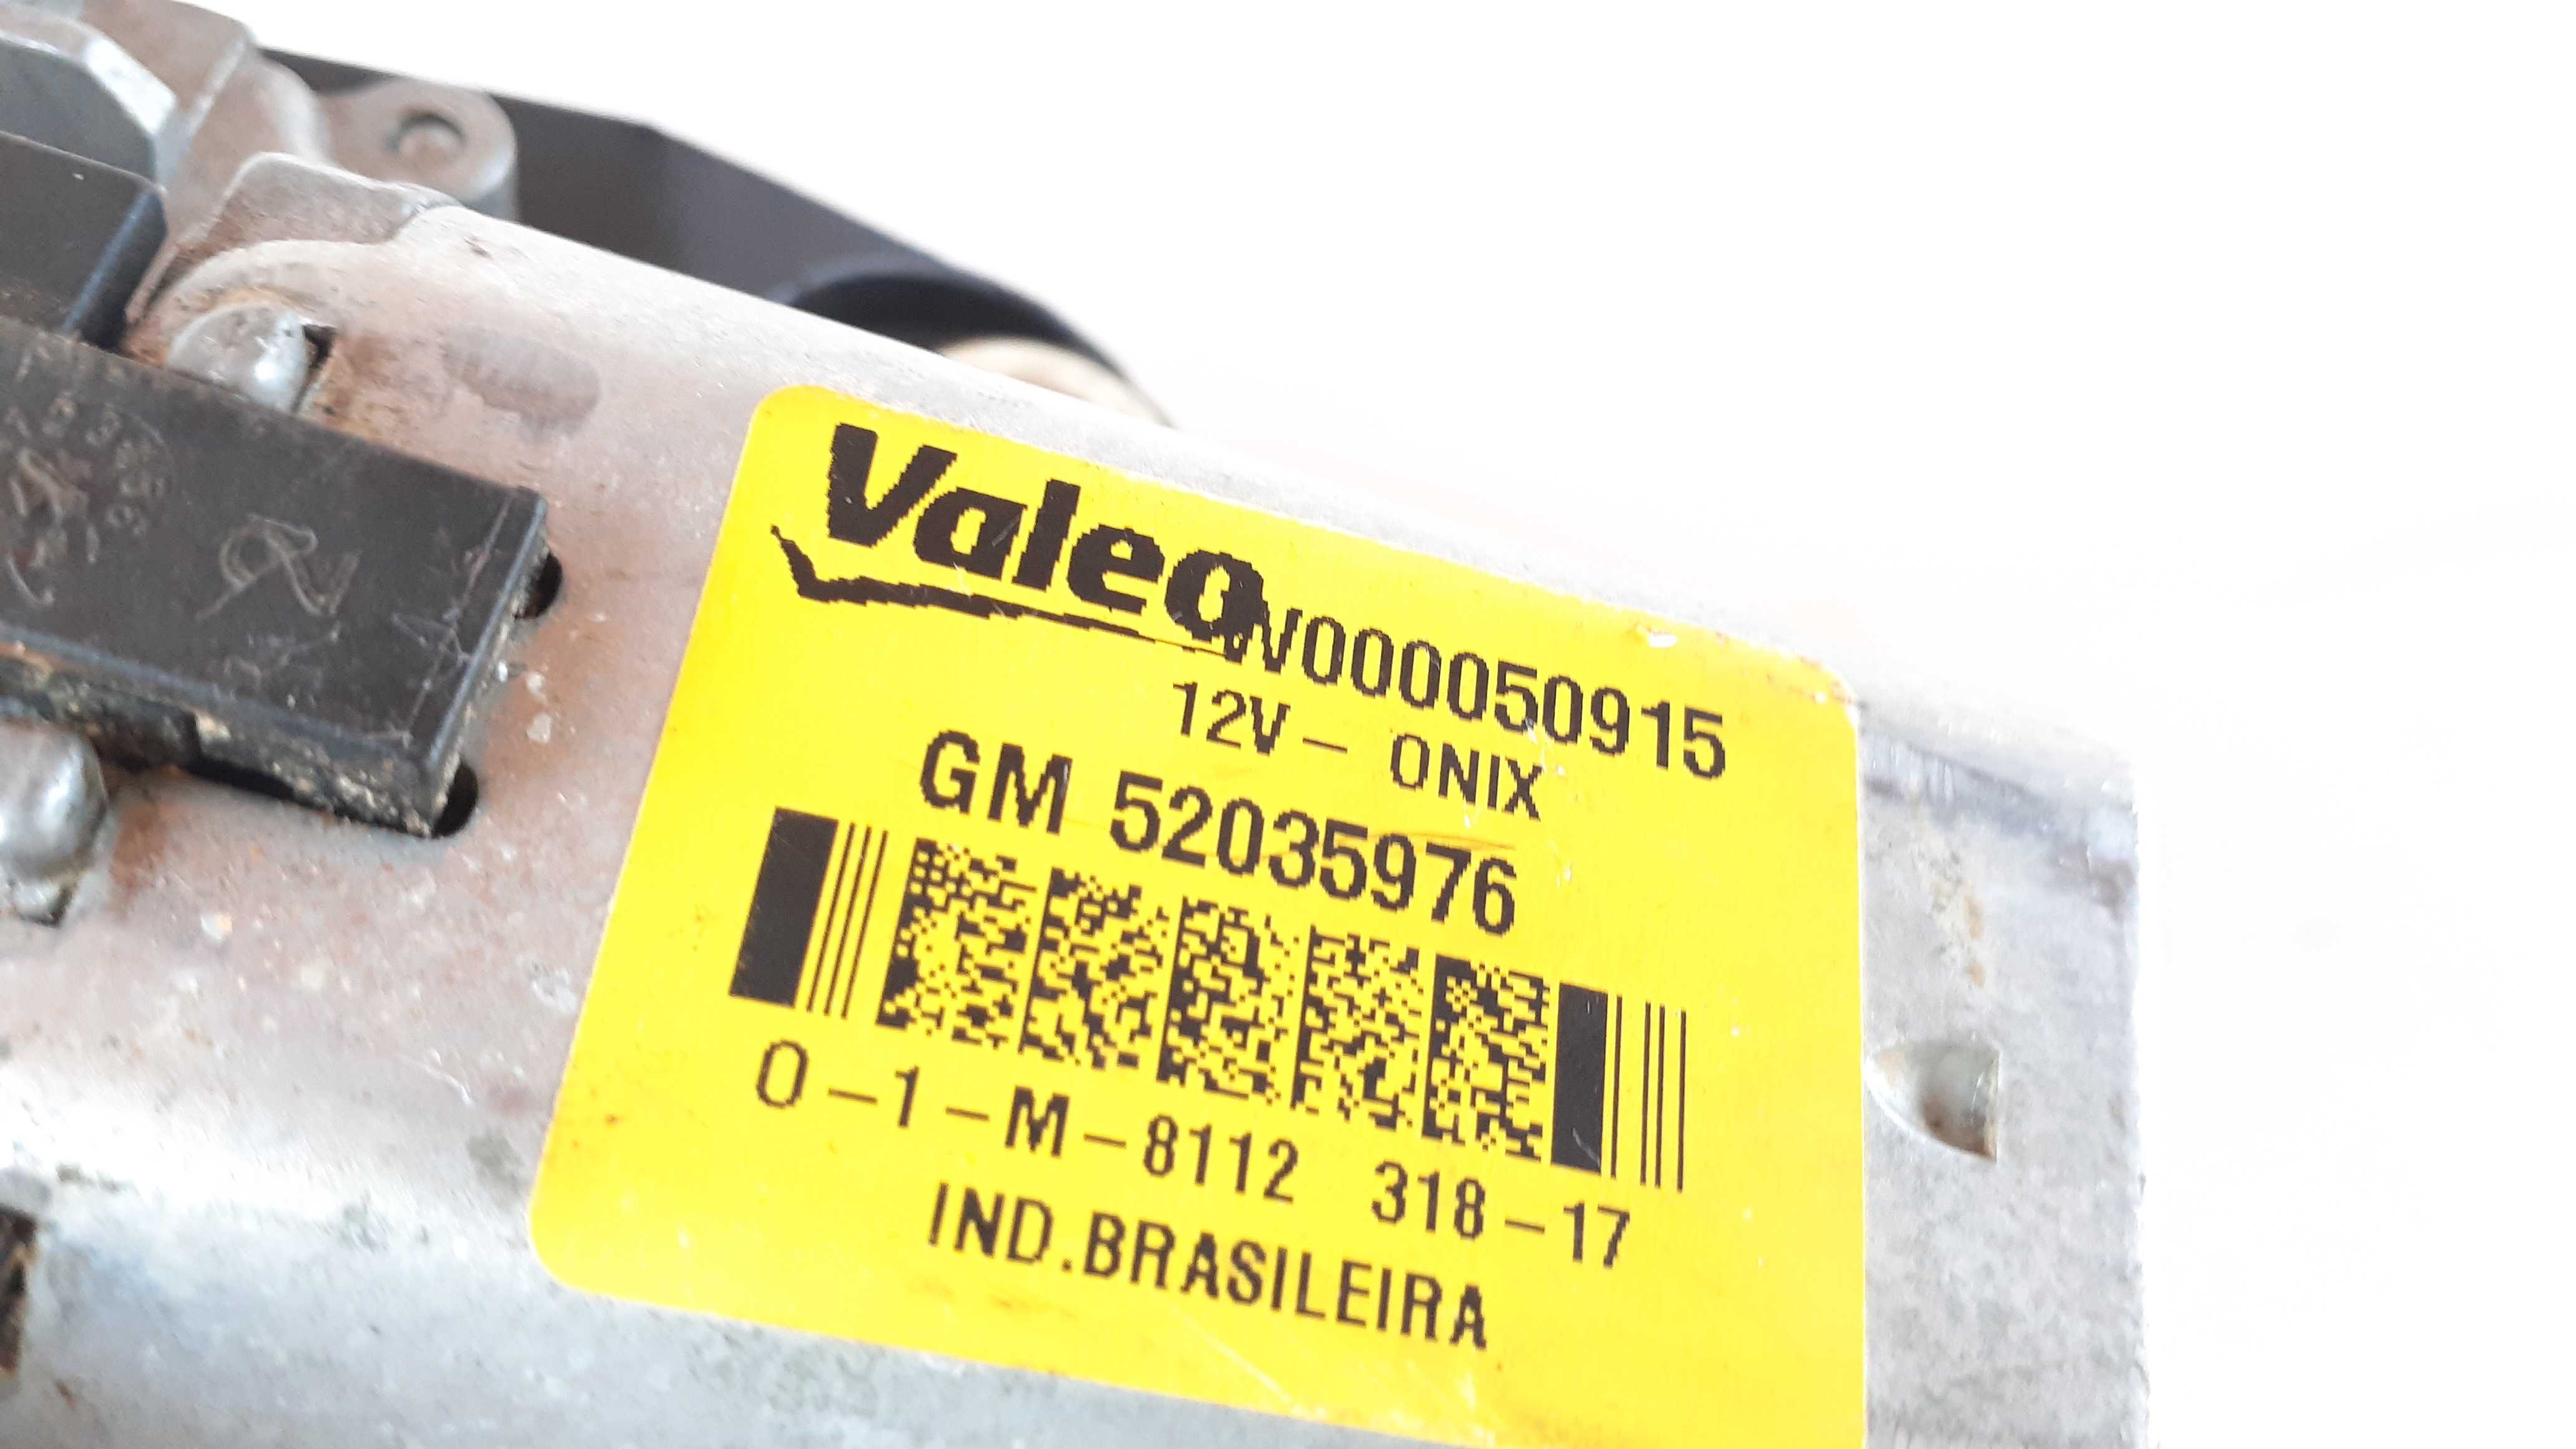 Valeo
W000050915
12V - ONIX
GM 52035976
0-1-M-8112 318-17
IND.BRASILEIRA